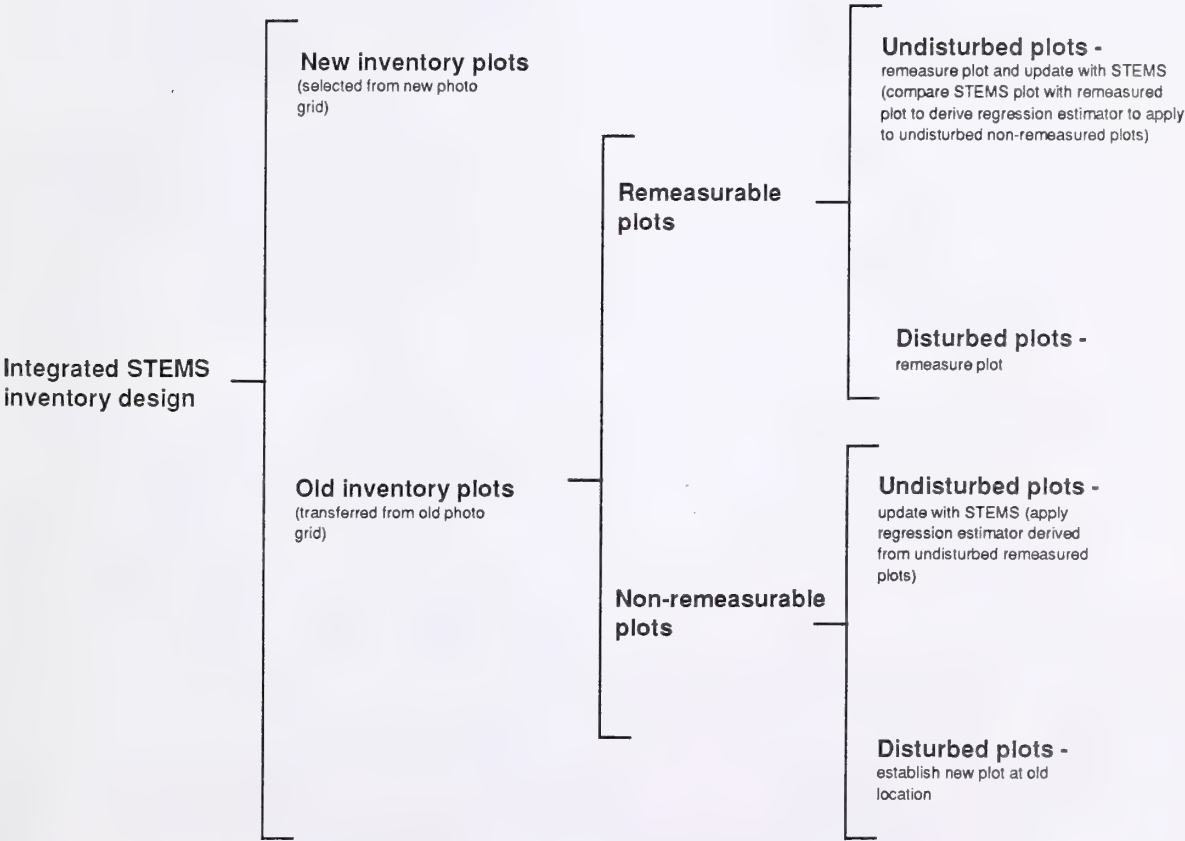 New inventory plots
(selected from new photo
grid)
Integrated STEMS
inventory design
Old inventory plots
(transferred from old photo
grid)
Remeasurable
plots
Non-remeasurable
plots
Undisturbed plots -
remeasure plot and update with STEMS
(compare STEMS plot with remeasured
plot to derive regression estimator to apply
to undisturbed non-remeasured plots)
Disturbed plots -
remeasure plot
Undisturbed plots -
update with STEMS (apply
regression estimator derived
from undisturbed remeasured
plots)
Disturbed plots -
establish new plot at old
location